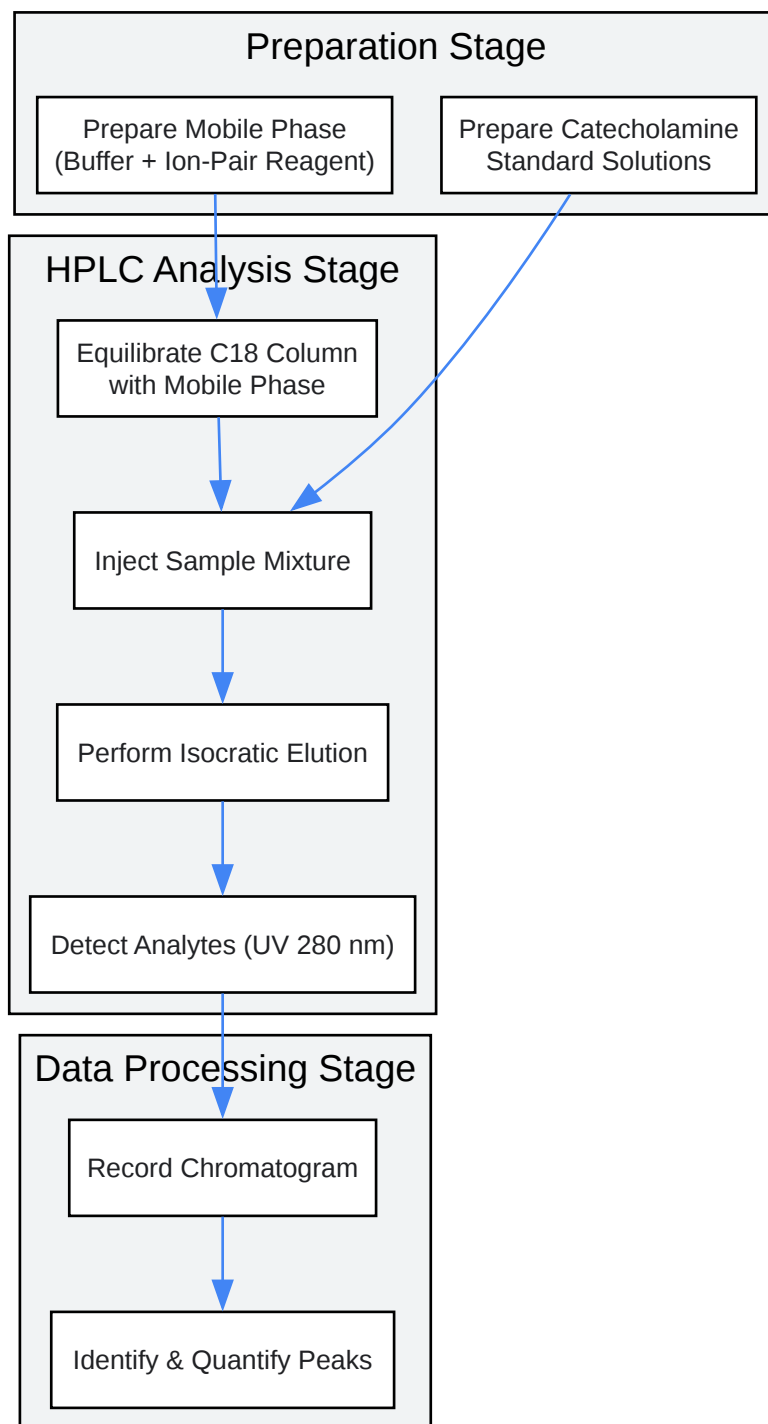 Preparation Stage
Prepare Mobile Phase
(Buffer + Ion-Pair Reagent)
Prepare Catecholamine
Standard Solutions
HPLC Analysis Stage
Equilibrate C18 Column
with Mobile Phase
Inject Sample Mixture
Perform Isocratic Elution
Detect Analytes (UV 280 nm)
Data Processing Stage
Record Chromatogram
Identify & Quantify Peaks